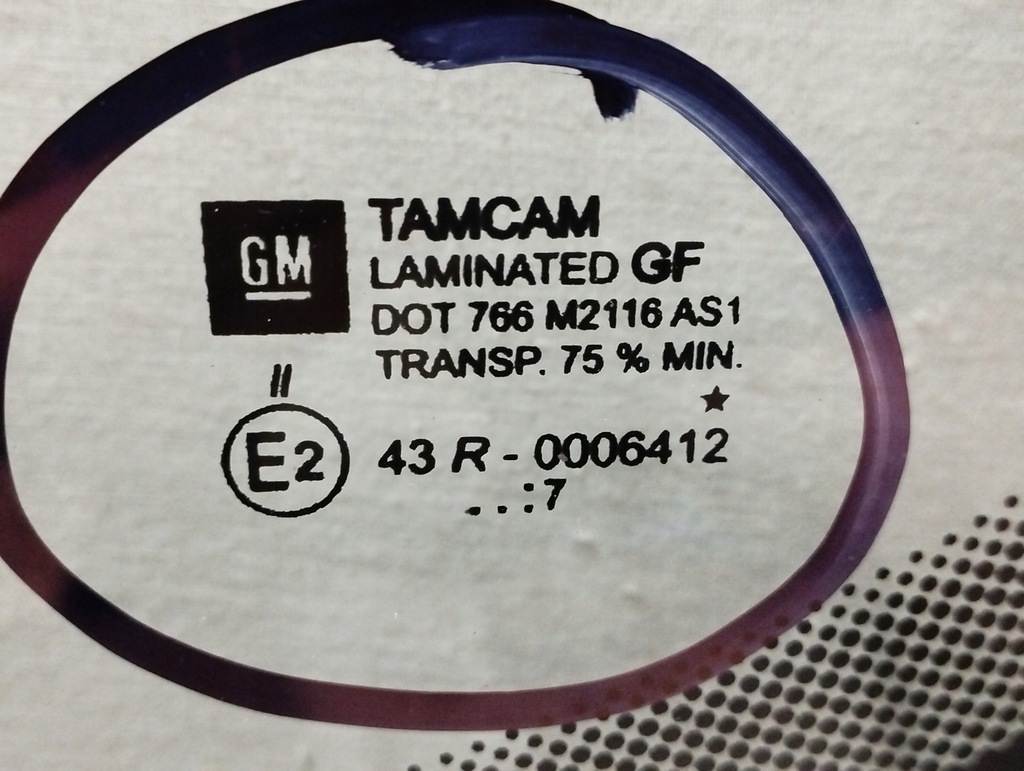 GM
TAMCAM
LAMINATED GF
DOT 766 M2116 AS1
TRANSP. 75 % MIN.
II
E2
43 R - 0006412
. . : 7